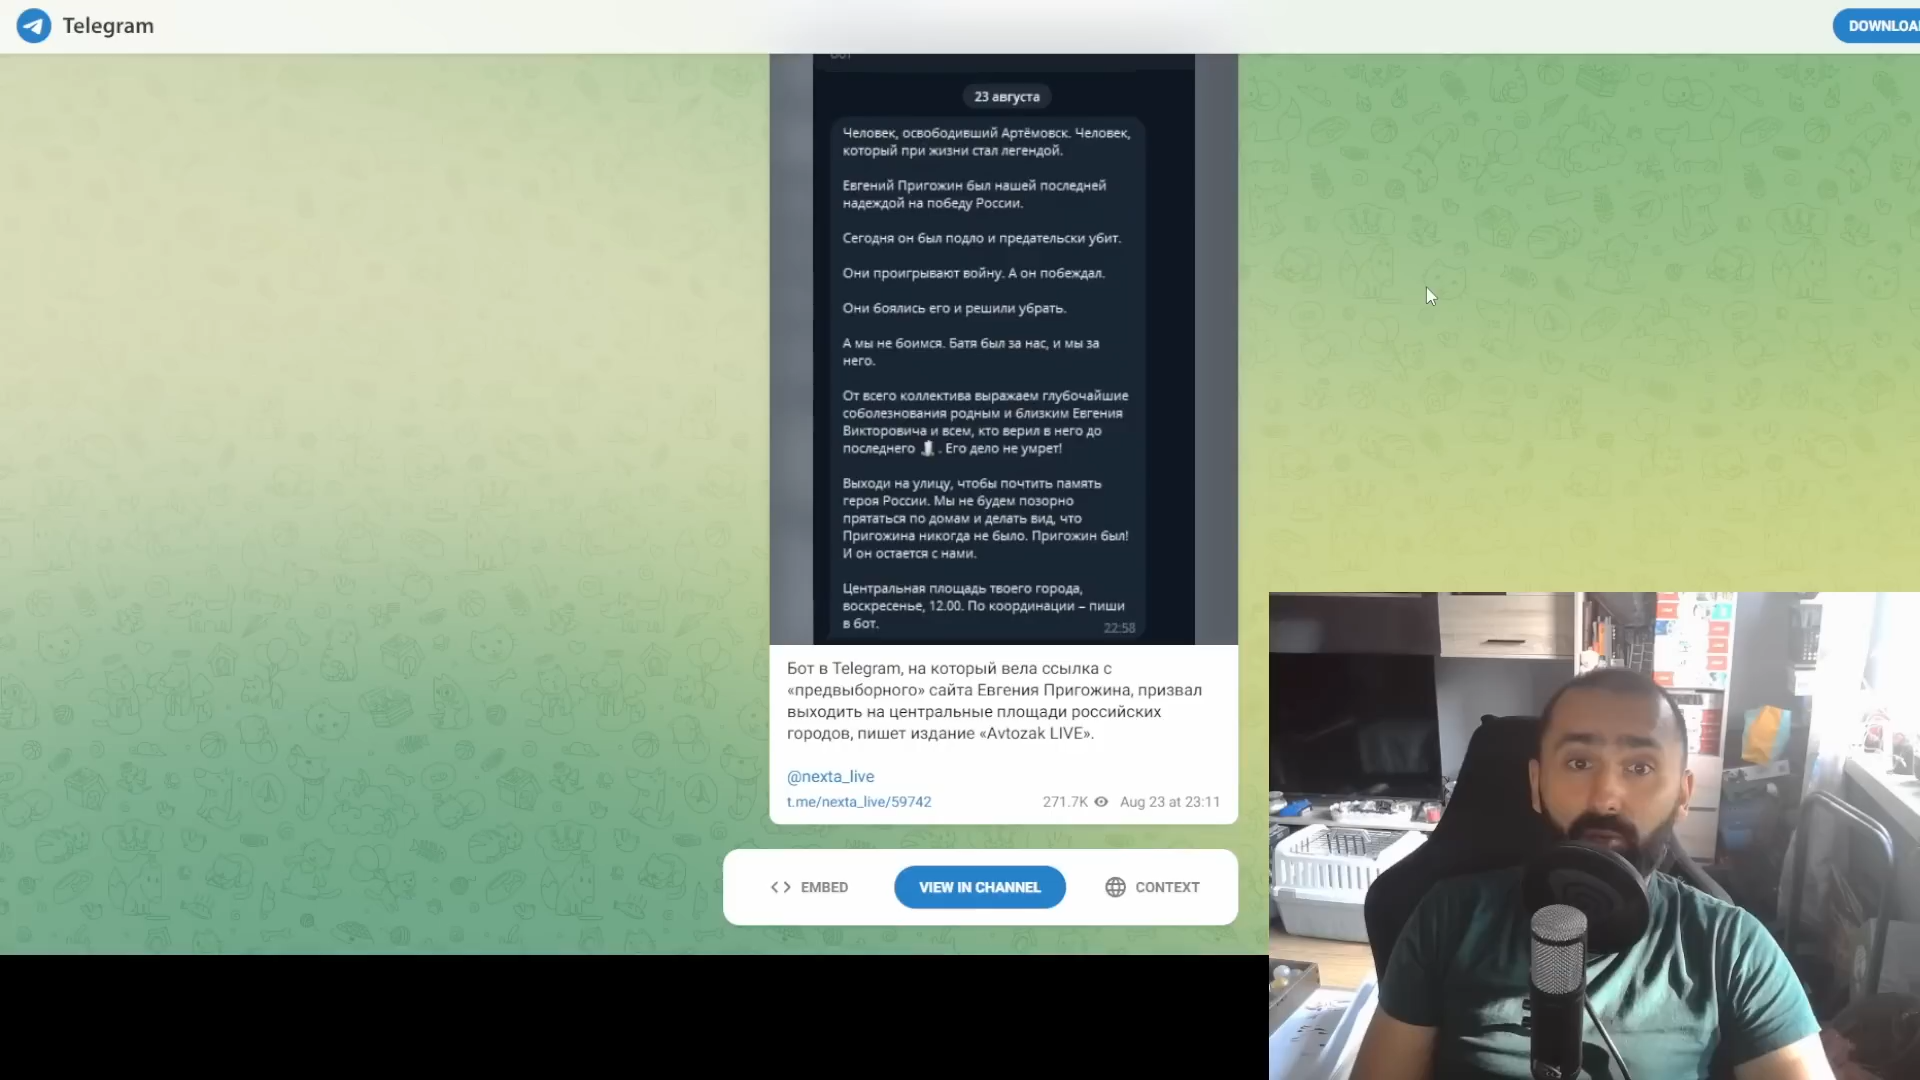 Telegram
DOWNLOA
23 августа
Человек, освободивший Артёмовск. Человек,
который при жизни стал легендой.
Евгений Пригожин был нашей последней
надеждой на победу России.
Сегодня он был подло и предательски убит.
Они проигрывают войну. А он побеждал.
Они боялись его и решили убрать.
А мы не боимся. Батя был за нас, и мы за
него.
От всего коллектива выражаем глубочайшие
соболезнования родным и близким Евгения
Викторовича и всем, кто верил в него до
последнего 🕯 . Его дело не умрет!
Выходи на улицу, чтобы почтить память
героя России. Мы не будем позорно
прятаться по домам и делать вид, что
Пригожина никогда не было. Пригожин был!
И он остается с нами.
Центральная площадь твоего города,
воскресенье, 12.00. По координации – пиши
в бот.
22:58
Бот в Telegram, на который вела ссылка с
«предвыборного» сайта Евгения Пригожина, призвал
выходить на центральные площади российских
городов, пишет издание «Avtozak LIVE».
@nexta_live
t.me/nexta_live/59742 271.7K Aug 23 at 23:11
EMBED VIEW IN CHANNEL CONTEXT